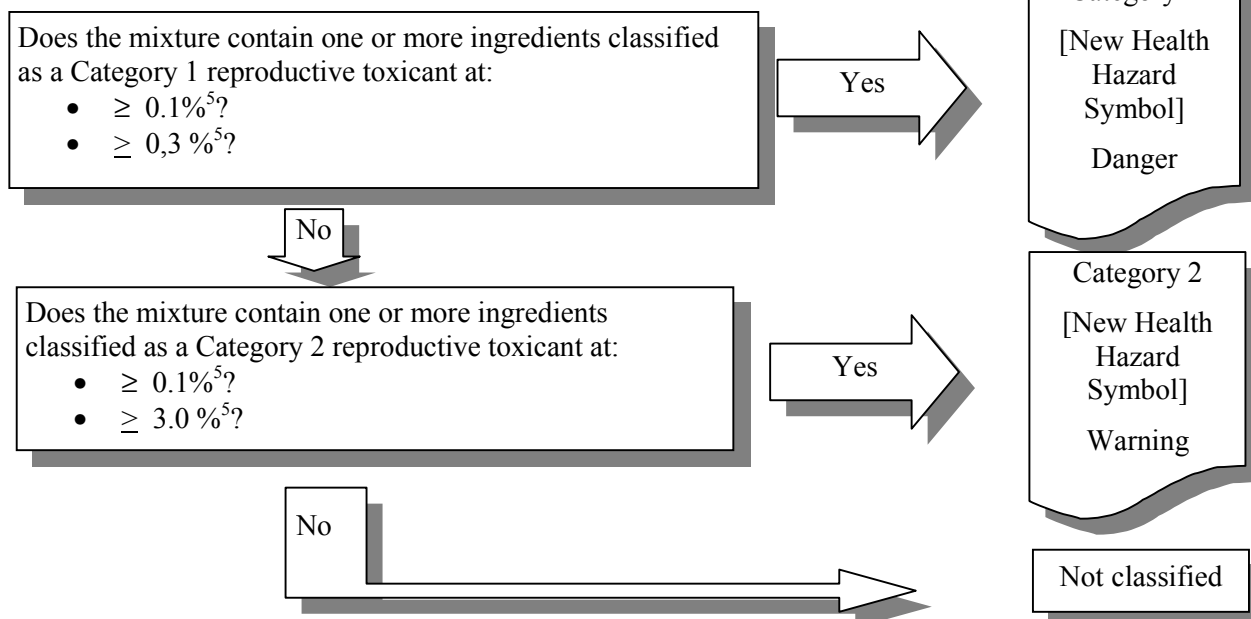 Does the mixture contain one or more ingredients classified
as a Category 1 reproductive toxicant at:
• ≥ 0.1%⁵?
• ≥ 0,3 %⁵?
Yes
[New Health
Hazard
Symbol]
Danger
No
Does the mixture contain one or more ingredients
classified as a Category 2 reproductive toxicant at:
• ≥ 0.1%⁵?
• ≥ 3.0 %⁵?
Yes
Category 2
[New Health
Hazard
Symbol]
Warning
No
Not classified